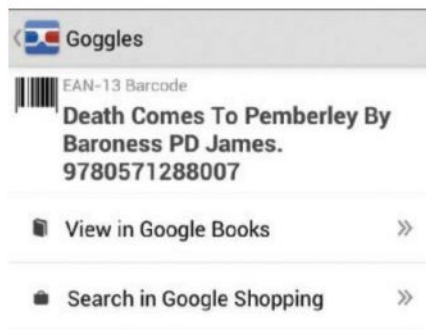 Goggles
EAN-13 Barcode
Death Comes To Pemberley By
Baroness PD James.
9780571288007
View in Google Books
Search in Google Shopping